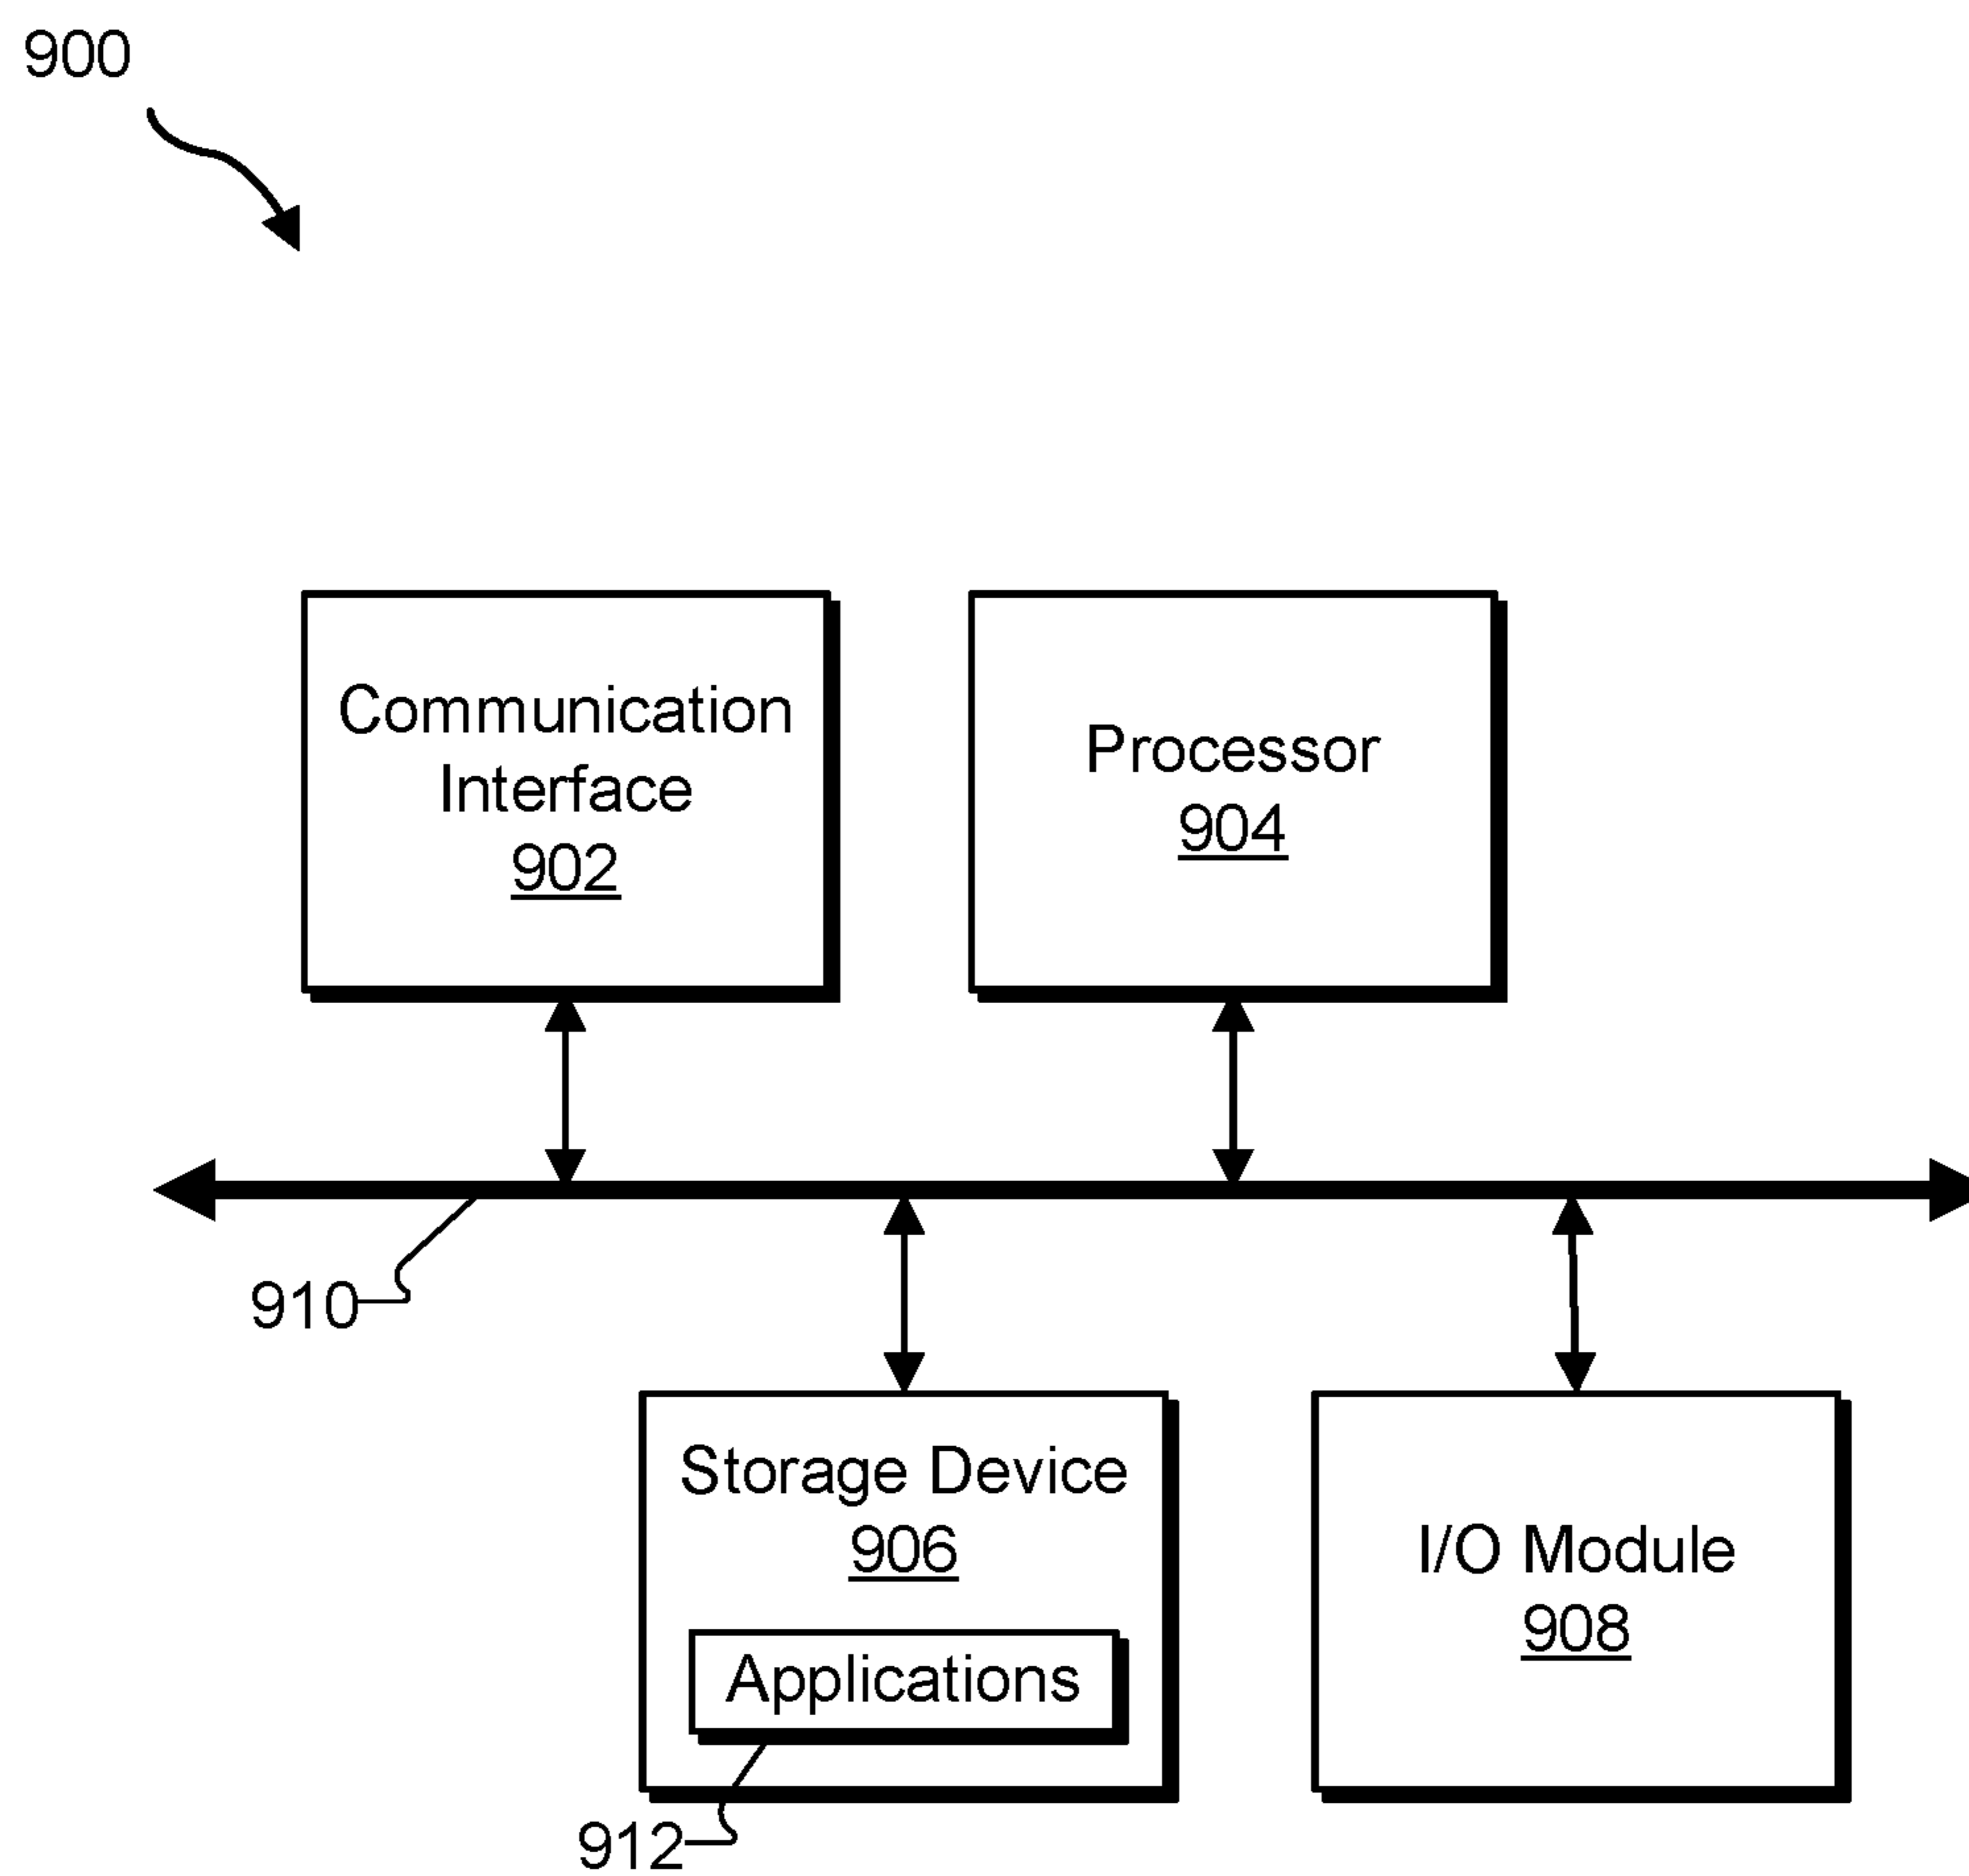 900
Communication
Interface
902
Processor
904
910
Storage Device
906
Applications
912
I/O Module
908